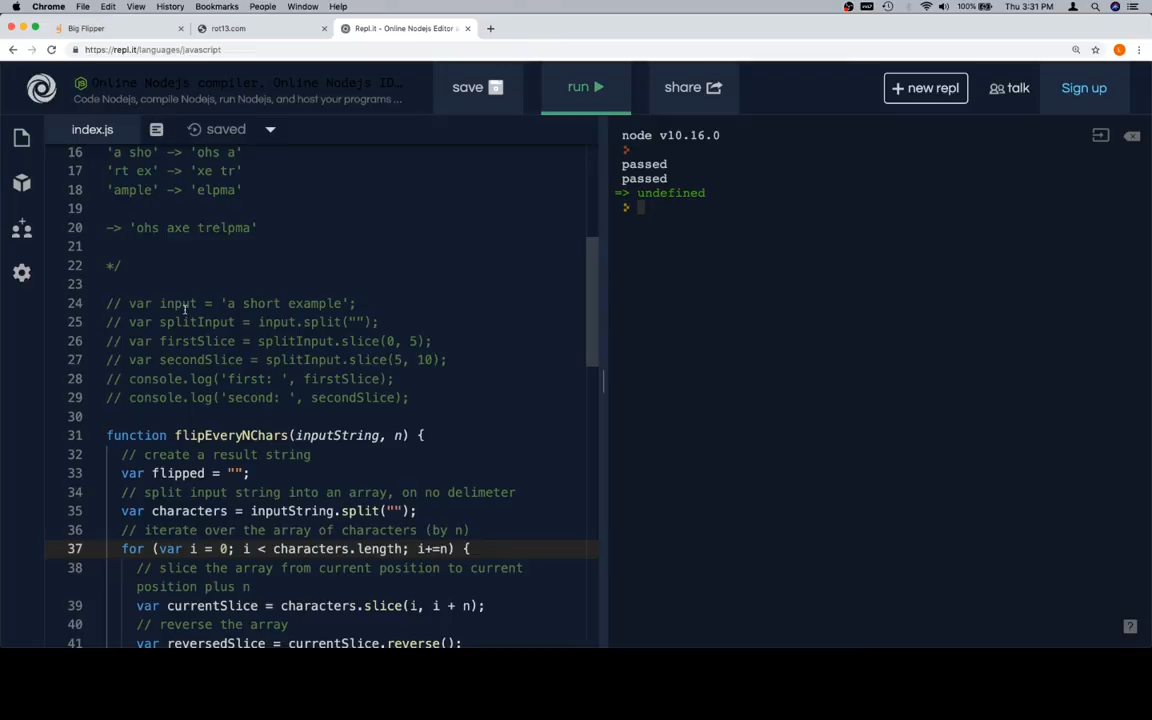 Chrome File Edit View History Bookmarks People Window Help 100% Thu 3:31 PM
Big Flipper
rot13.com
Repl.it - Online Nodejs Editor a
https://repl.it/languages/javascript
Online Nodejs compiler, Online Nodejs ID...
Code Nodejs, compile Nodejs, run Nodejs, and host your programs ...
save
run
share
+ new repl
talk
Sign up
index.js
saved
16 'a sho' -> 'ohs a'
17 'rt ex' -> 'xe tr'
18 'ample' -> 'elpma'
19
20 -> 'ohs axe trelpma'
21
22 */
23
24 // var input = 'a short example';
25 // var splitInput = input.split("");
26 // var firstSlice = splitInput.slice(0, 5);
27 // var secondSlice = splitInput.slice(5, 10);
28 // console.log('first: ', firstSlice);
29 // console.log('second: ', secondSlice);
30
31 function flipEveryNChars(inputString, n) {
32 // create a result string
33 var flipped = "";
34 // split input string into an array, on no delimeter
35 var characters = inputString.split("");
36 // iterate over the array of characters (by n)
37 for (var i = 0; i < characters.length; i+=n) {
38 // slice the array from current position to current
position plus n
39 var currentSlice = characters.slice(i, i + n);
40 // reverse the array
41 var reversedSlice = currentSlice.reverse();
node v10.16.0
>
passed
passed
=> undefined
>